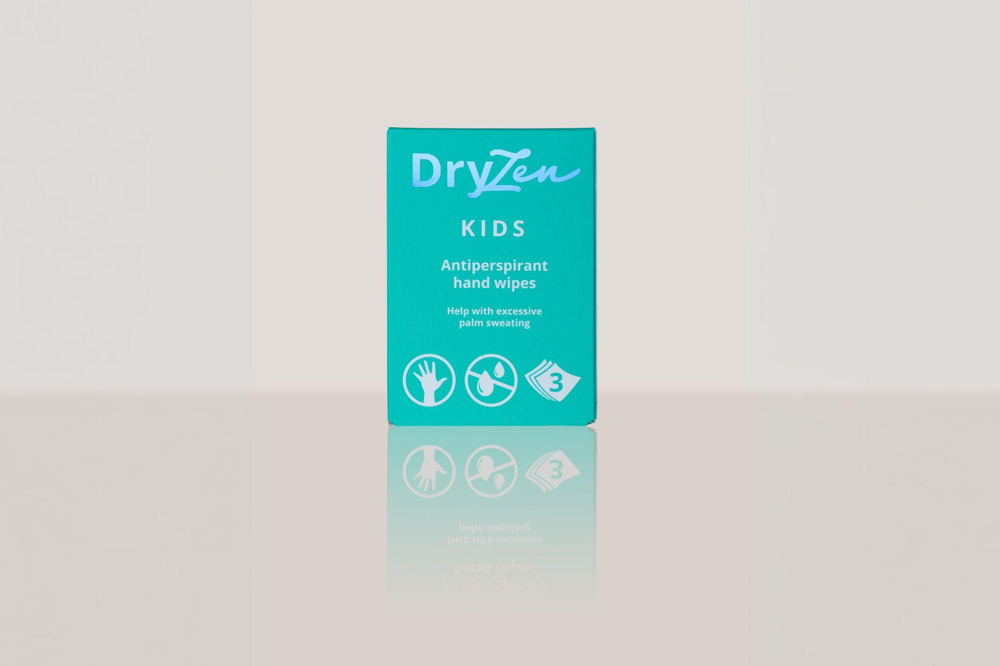 DryZen
KIDS
Antiperspirant
hand wipes
Help with excessive
palm sweating
3